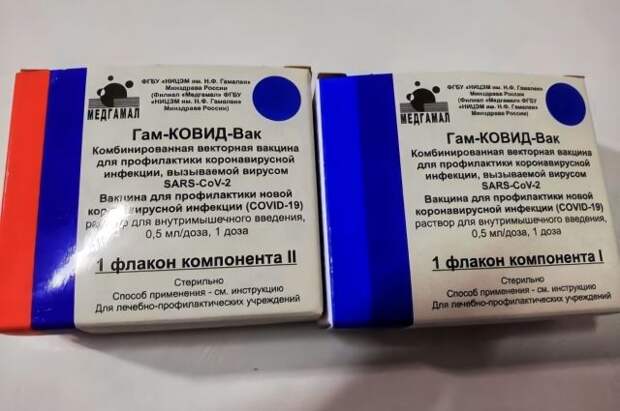 МЕДГАМАЛ
ФГБУ «НИЦЭМ им. Н.Ф. Гамалеи»
Минздрава России
(Филиал «Медгамал» ФГБУ
«НИЦЭМ им. Н.Ф. Гамалеи»
Минздрава России)
Гам-КОВИД-Вак
Комбинированная векторная вакцина
для профилактики коронавирусной
инфекции, вызываемой вирусом
SARS-CoV-2
Вакцина для профилактики новой
коронавирусной инфекции (COVID-19)
раствор для внутримышечного введения,
0,5 мл/доза, 1 доза
1 флакон компонента II
Стерильно
Способ применения - см. инструкцию
Для лечебно-профилактических учреждений
МЕДГАМАЛ
ФГБУ «НИЦЭМ им. Н.Ф. Гамалеи»
Минздрава России
(Филиал «Медгамал» ФГБУ
«НИЦЭМ им. Н.Ф. Гамалеи»
Минздрава России)
Гам-КОВИД-Вак
Комбинированная векторная вакцина
для профилактики коронавирусной
инфекции, вызываемой вирусом
SARS-CoV-2
Вакцина для профилактики новой
коронавирусной инфекции (COVID-19)
раствор для внутримышечного введения,
0,5 мл/доза, 1 доза
1 флакон компонента I
Стерильно
Способ применения - см. инструкцию
Для лечебно-профилактических учреждений